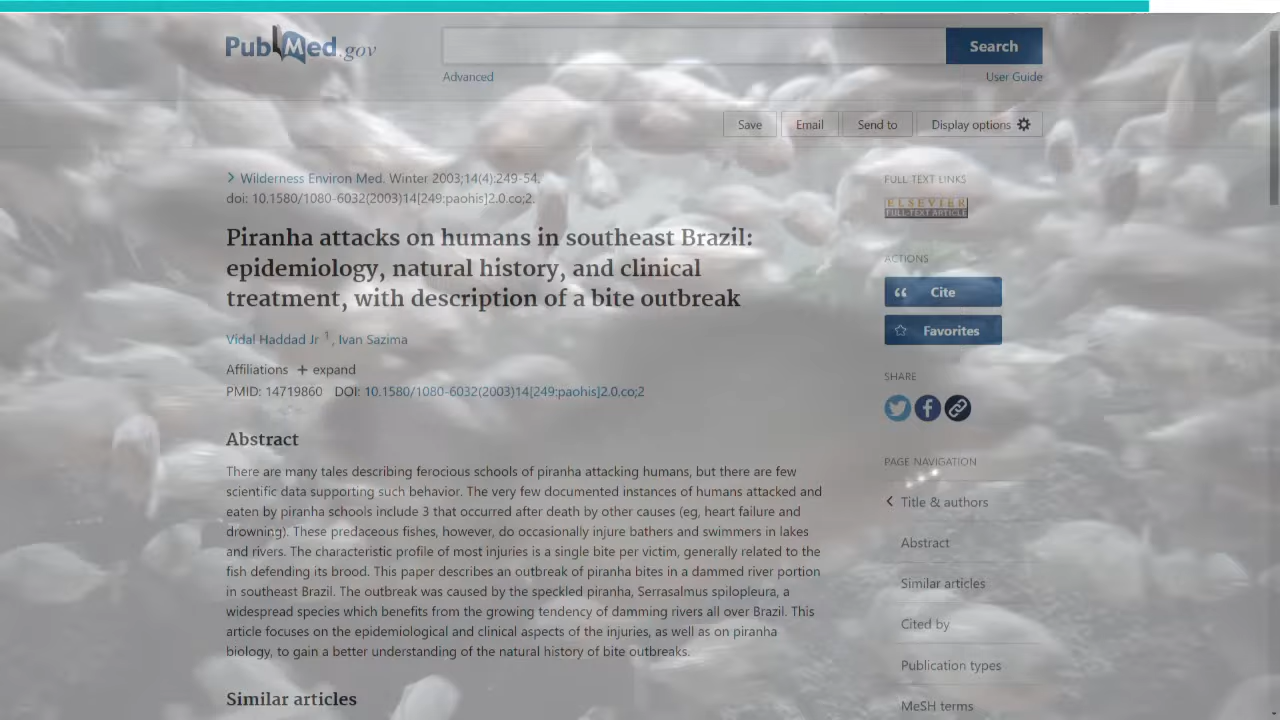 PubMed.gov
Search
Advanced
User Guide
Save
Email
Send to
Display options
Wilderness Environ Med. Winter 2003;14(4):249-54.
doi: 10.1580/1080-6032(2003)14[249:paohis]2.0.co;2.
Piranha attacks on humans in southeast Brazil:
epidemiology, natural history, and clinical
treatment, with description of a bite outbreak
Vidal Haddad Jr 1, Ivan Sazima
Affiliations + expand
PMID: 14719860 DOI: 10.1580/1080-6032(2003)14[249:paohis]2.0.co;2
Abstract
There are many tales describing ferocious schools of piranha attacking humans, but there are few
scientific data supporting such behavior. The very few documented instances of humans attacked and
eaten by piranha schools include 3 that occurred after death by other causes (eg, heart failure and
drowning). These predaceous fishes, however, do occasionally injure bathers and swimmers in lakes
and rivers. The characteristic profile of most injuries is a single bite per victim, generally related to the
fish defending its brood. This paper describes an outbreak of piranha bites in a dammed river portion
in southeast Brazil. The outbreak was caused by the speckled piranha, Serrasalmus spilopleura, a
widespread species which benefits from the growing tendency of damming rivers all over Brazil. This
article focuses on the epidemiological and clinical aspects of the injuries, as well as on piranha
biology, to gain a better understanding of the natural history of bite outbreaks.
Similar articles
FULL TEXT LINKS
ELSEVIER
FULL-TEXT ARTICLE
ACTIONS
Cite
Favorites
SHARE
PAGE NAVIGATION
Title & authors
Abstract
Similar articles
Cited by
Publication types
MeSH terms